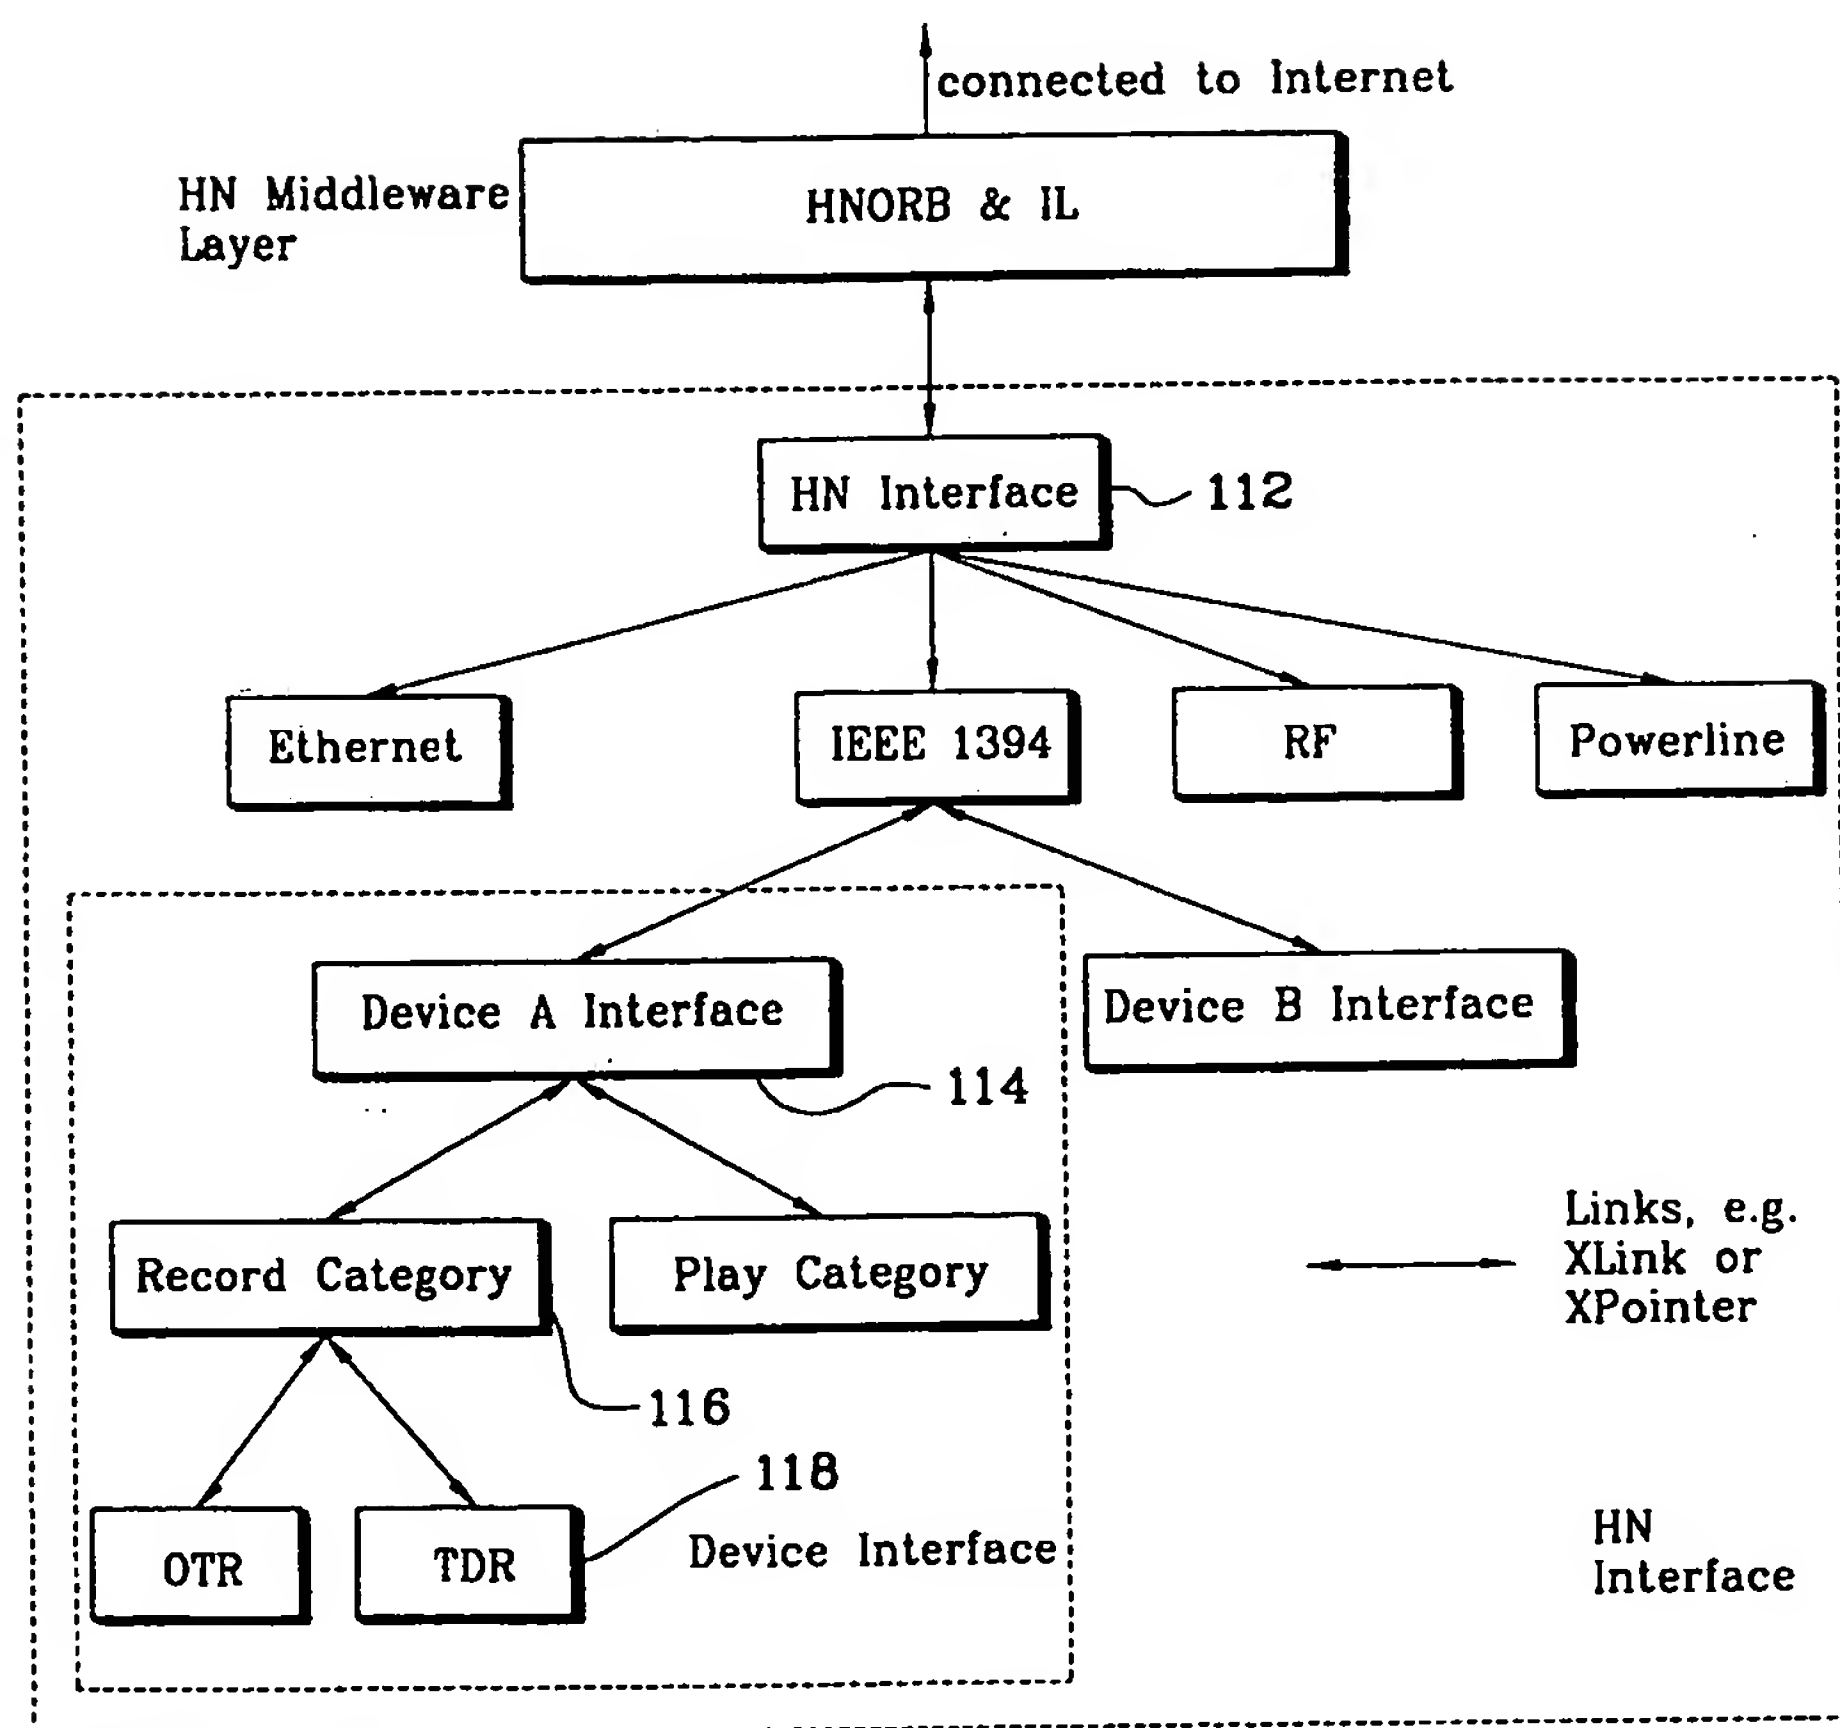 connected to Internet
HN Middleware
Layer
HNORB & IL
HN Interface
112
Ethernet
IEEE 1394
RF
Powerline
Device A Interface
Device B Interface
114
Record Category
Play Category
Links, e.g.
XLink or
XPointer
116
118
OTR
TDR
Device Interface
HN
Interface